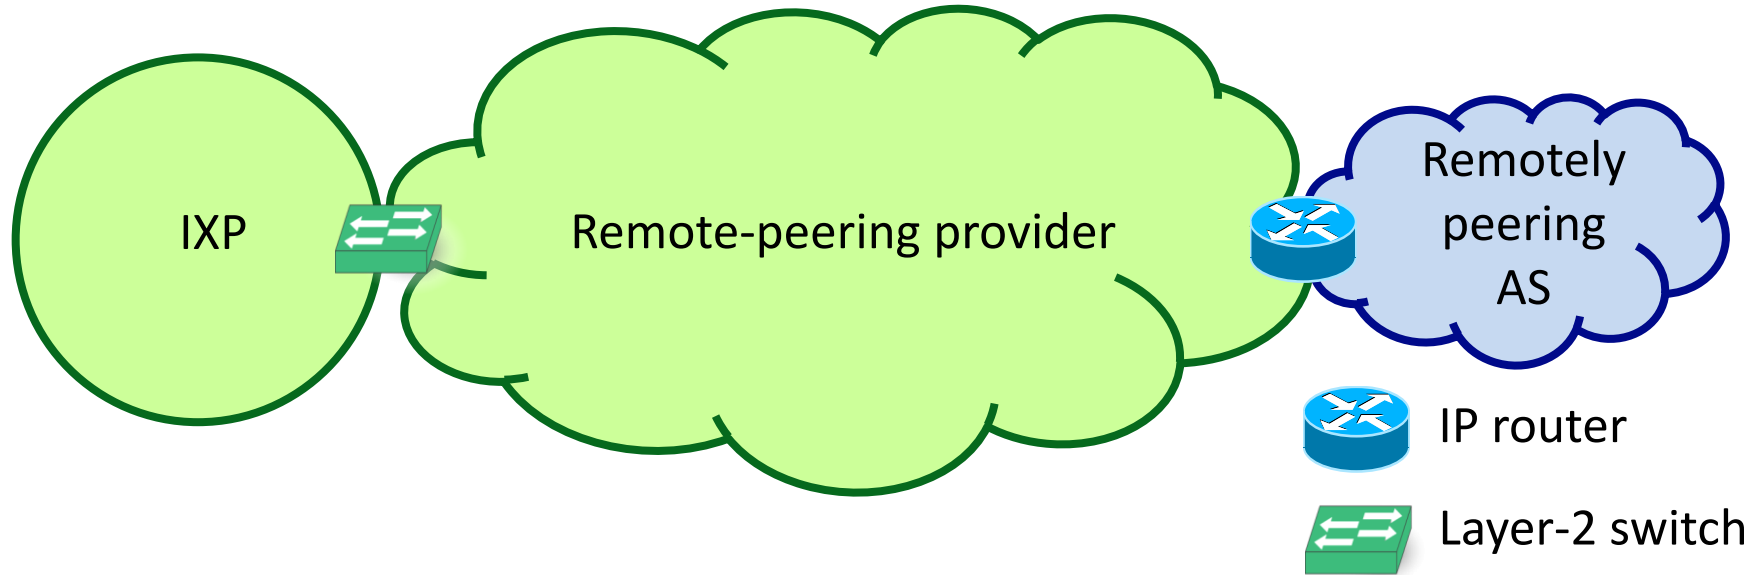 IXP
Remote-peering provider
Remotely
peering
AS
IP router
Layer-2 switch